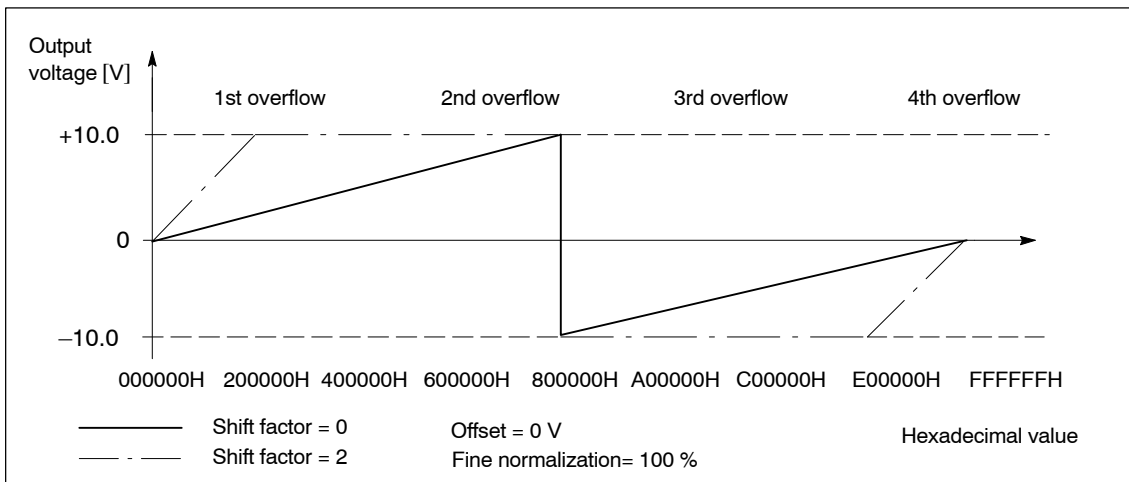 Output
voltage [V]
1st overflow 2nd overflow 3rd overflow 4th overflow
+10.0
0
−10.0
000000H 200000H 400000H 600000H 800000H A00000H C00000H E00000H FFFFFFH
Shift factor = 0 Offset = 0 V Hexadecimal value
Shift factor = 2 Fine normalization= 100 %